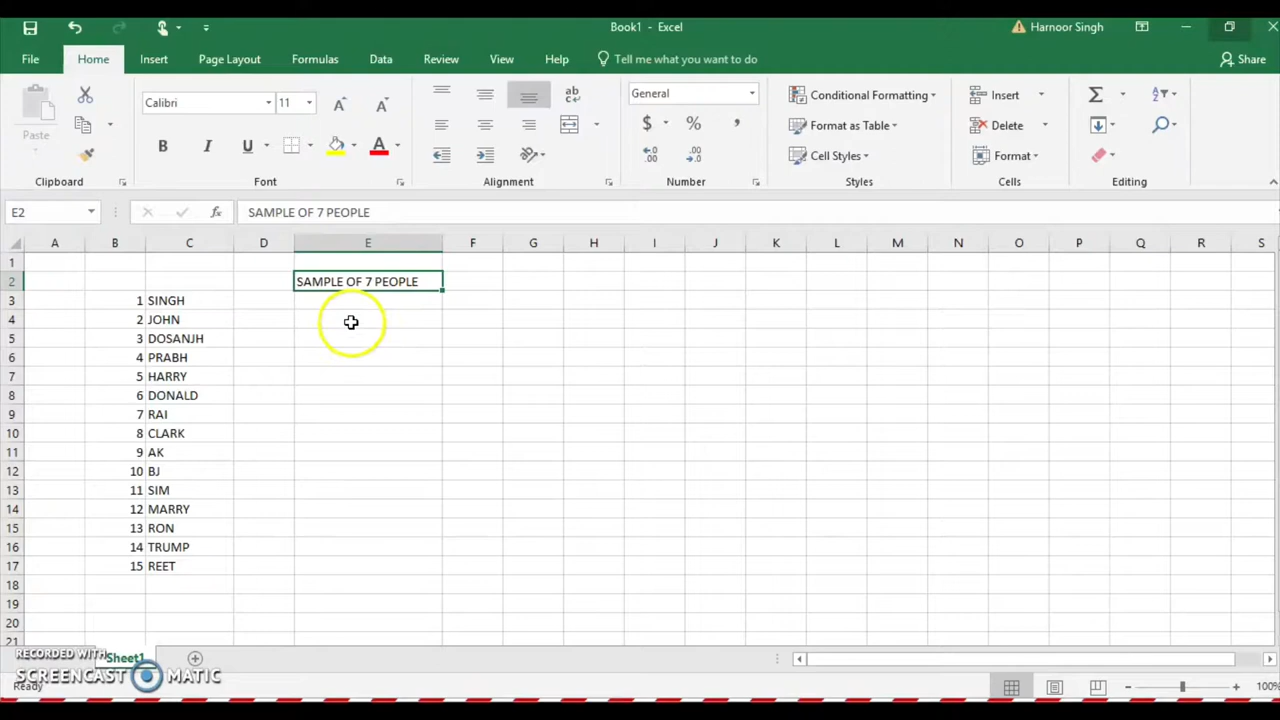 Book1 - Excel
Harnoor Singh
File Home Insert Page Layout Formulas Data Review View Help Tell me what you want to do Share
Paste
Calibri 11
B I U A
ab
c
General
$ % ,
Conditional Formatting
Format as Table
Cell Styles
Insert
Delete
Format
Clipboard Font Alignment Number Styles Cells Editing
E2 fx SAMPLE OF 7 PEOPLE
A B C D E F G H I J K L M N O P Q R S
1
2 SAMPLE OF 7 PEOPLE
3 1 SINGH
4 2 JOHN
5 3 DOSANJH
6 4 PRABH
7 5 HARRY
8 6 DONALD
9 7 RAI
10 8 CLARK
11 9 AK
12 10 BJ
13 11 SIM
14 12 MARRY
15 13 RON
16 14 TRUMP
17 15 REET
18
19
20
21
RECORDED WITH
Sheet1
SCREENCAST MATIC
Ready
100%